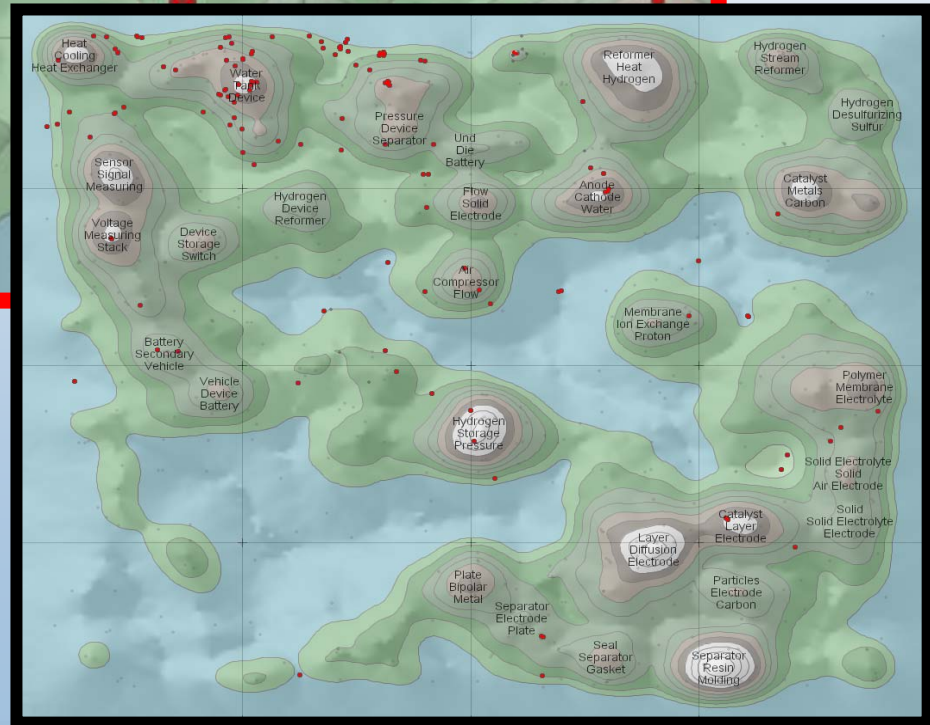 Heat
Cooling
Heat Exchanger
Water
Tank
Device
Reformer
Heat
Hydrogen
Hydrogen
Stream
Reformer
Hydrogen
Desulfurizing
Sulfur
Pressure
Device
Separator
Und
Die
Battery
Sensor
Signal
Measuring
Hydrogen
Device
Reformer
Flow
Solid
Electrode
Anode
Cathode
Water
Catalyst
Metals
Carbon
Voltage
Measuring
Stack
Device
Storage
Switch
Air
Compressor
Flow
Membrane
Ion Exchange
Proton
Battery
Secondary
Vehicle
Vehicle
Device
Battery
Polymer
Membrane
Electrolyte
Hydrogen
Storage
Pressure
Solid Electrolyte
Solid
Air Electrode
Solid
Solid Electrolyte
Electrode
Catalyst
Layer
Electrode
Layer
Diffusion
Electrode
Plate
Bipolar
Metal
Particles
Electrode
Carbon
Separator
Electrode
Plate
Seal
Separator
Gasket
Separator
Resin
Molding